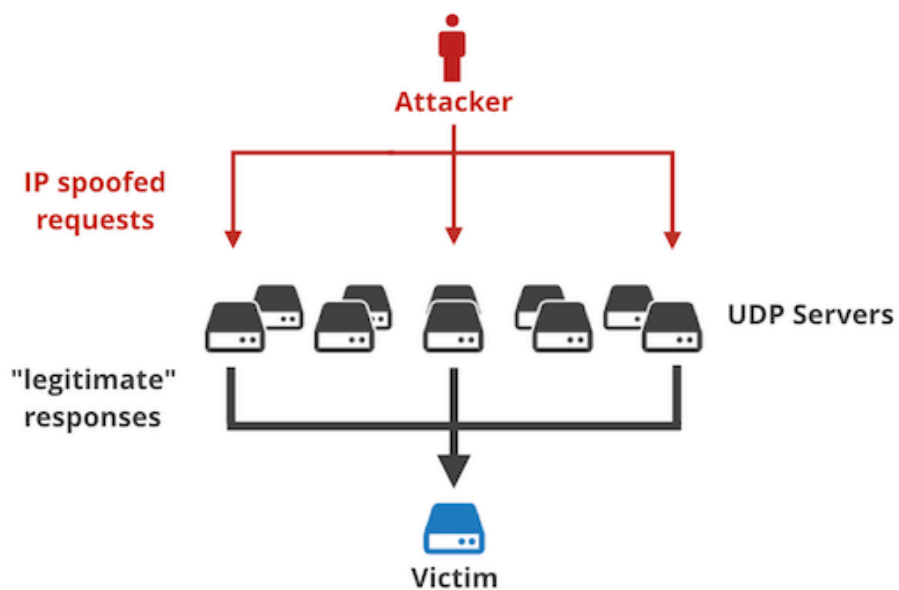 Attacker
IP spoofed
requests
UDP Servers
"legitimate"
responses
Victim